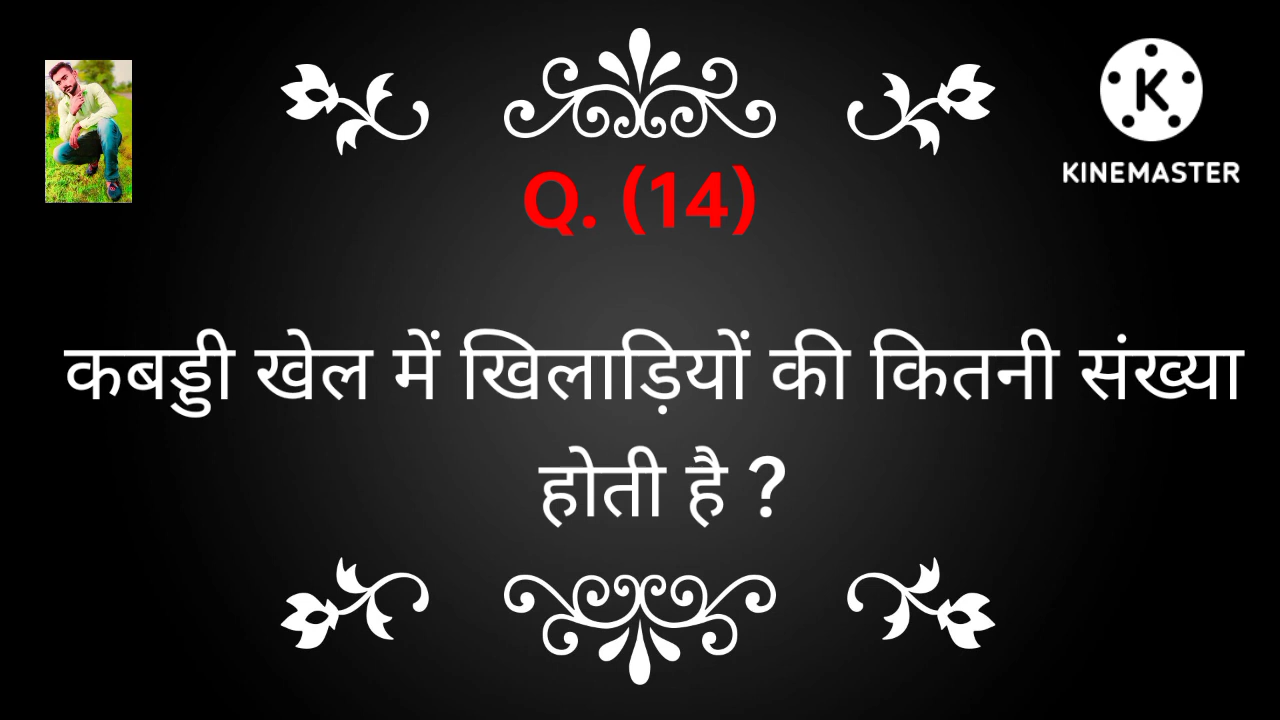 K
KINEMASTER
Q. (14)
कबड्डी खेल में खिलाड़ियों की कितनी संख्या
होती है ?